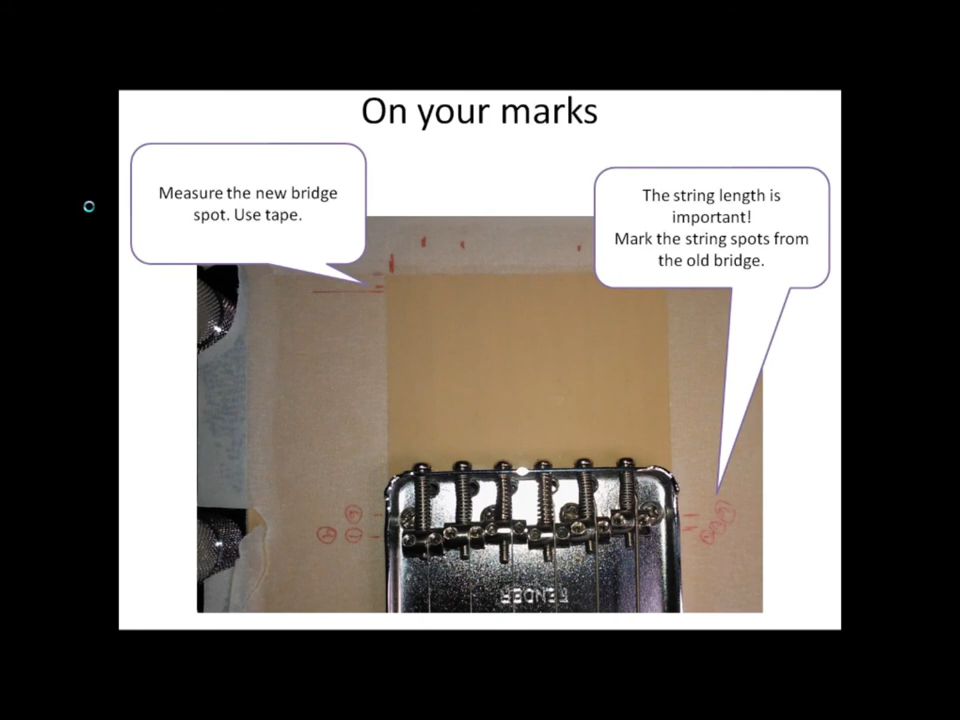 On your marks
Measure the new bridge
spot. Use tape.
The string length is
important!
Mark the string spots from
the old bridge.
FENDER